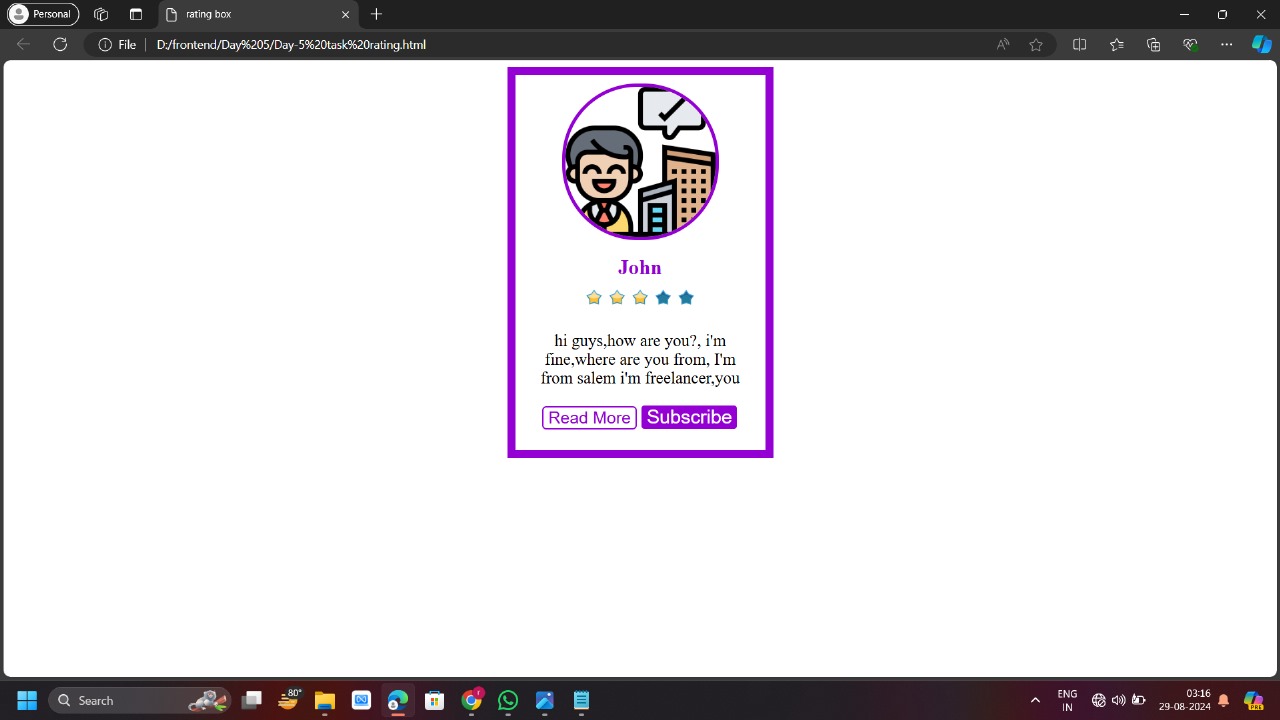 Personal
rating box
File
D:/frontend/Day%205/Day-5%20task%20rating.html
John
hi guys,how are you?, i'm
fine,where are you from, I'm
from salem i'm freelancer,you
Read More Subscribe
Search
80°
ENG
IN
03:16
29-08-2024
PRE